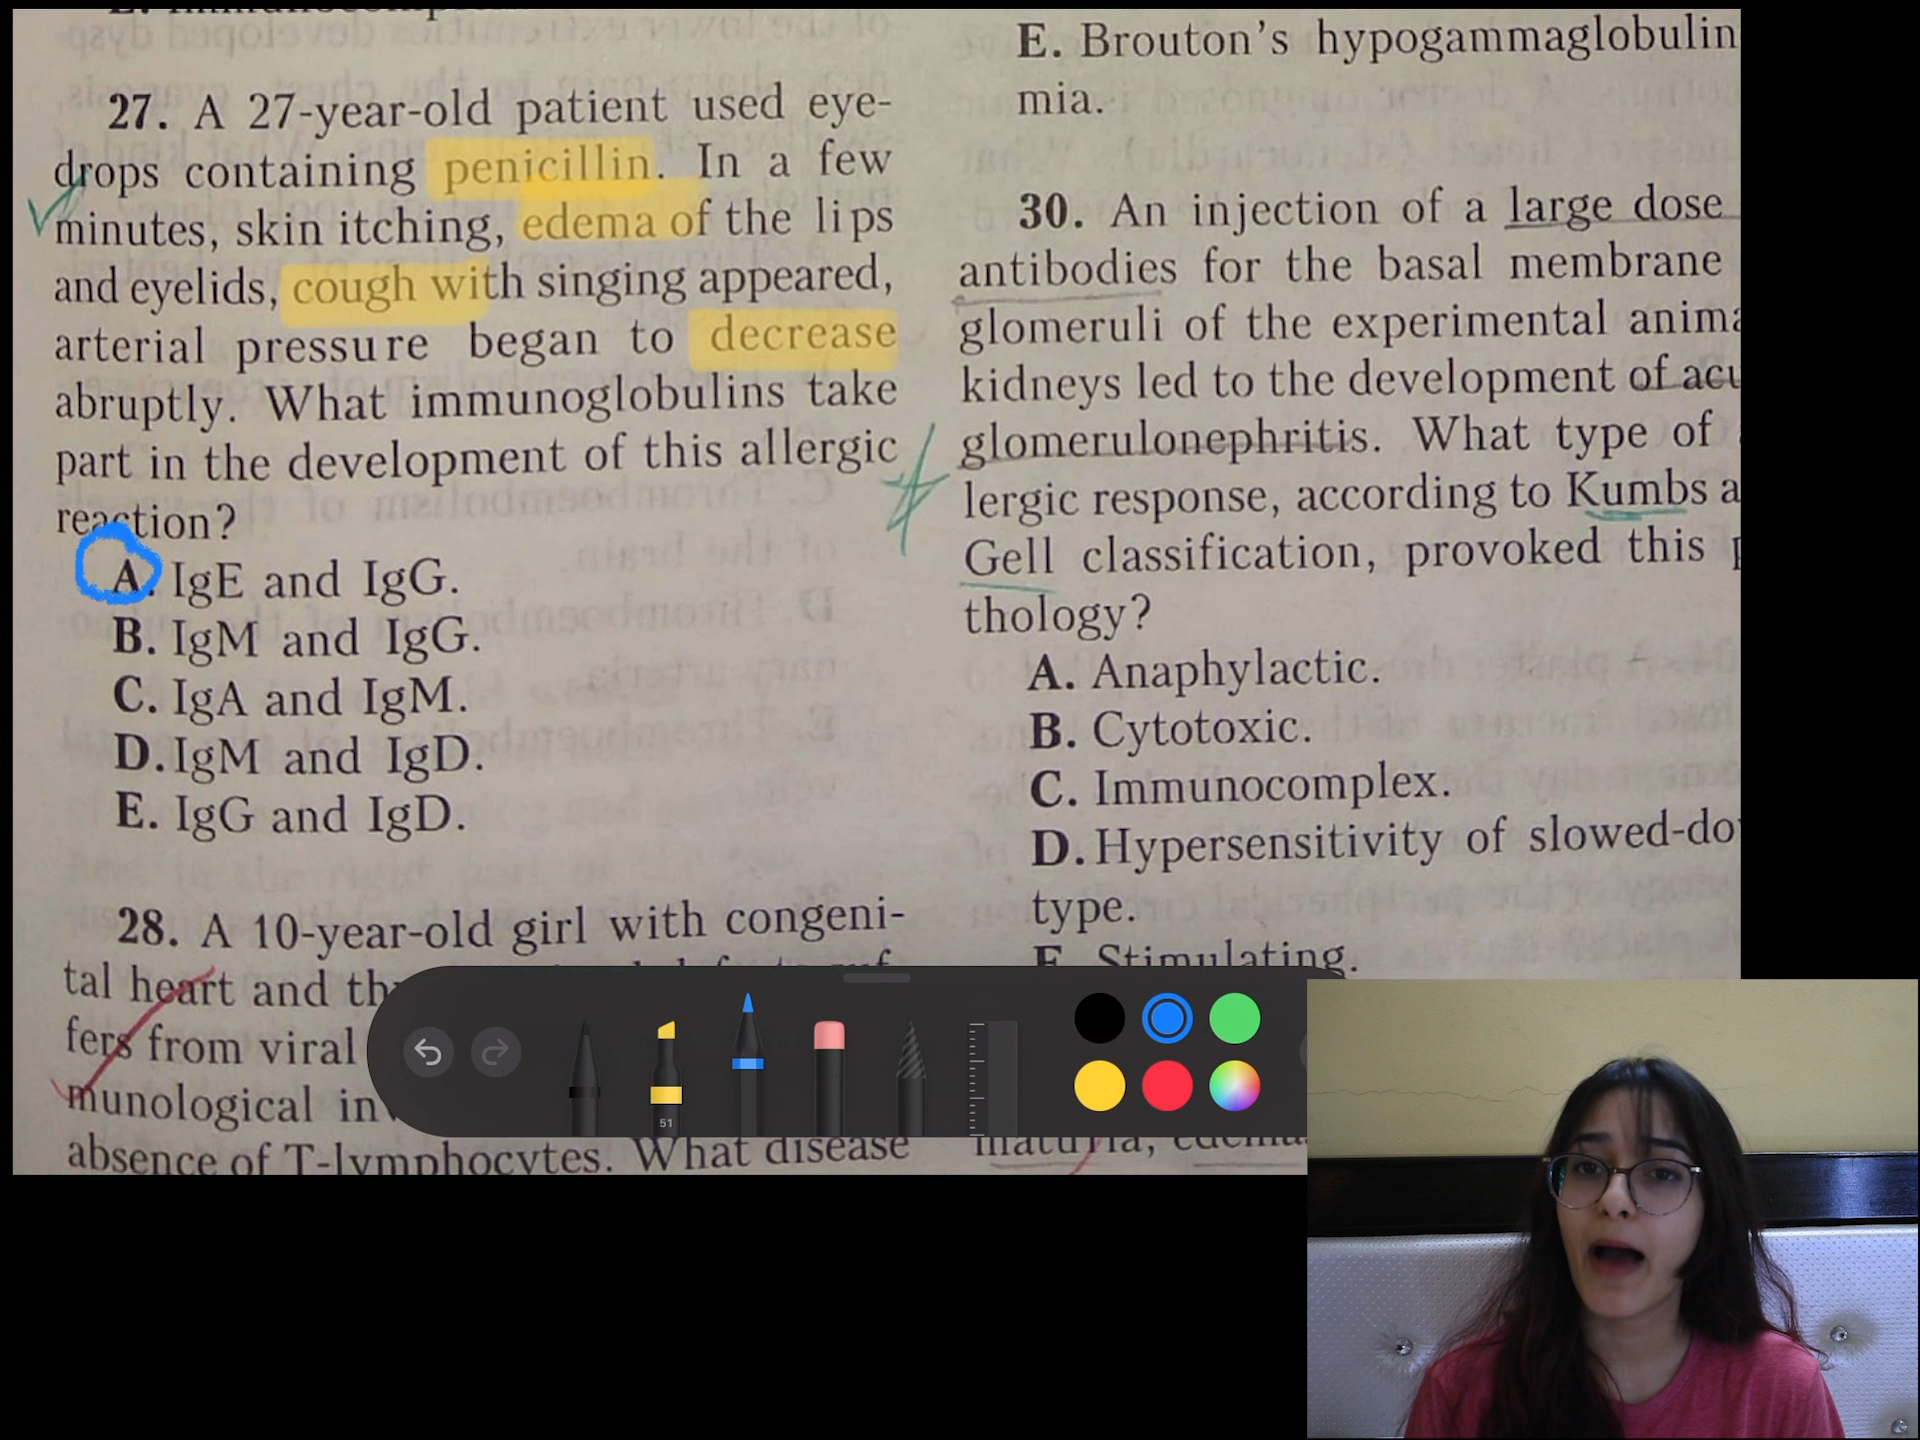 27. A 27-year-old patient used eye-
drops containing penicillin. In a few
minutes, skin itching, edema of the lips
and eyelids, cough with singing appeared,
arterial pressure began to decrease
abruptly. What immunoglobulins take
part in the development of this allergic
reaction?
A. IgE and IgG.
B. IgM and IgG.
C. IgA and IgM.
D. IgM and IgD.
E. IgG and IgD.
28. A 10-year-old girl with congeni-
tal heart and
fers from viral
munological
absence of T-lymphocytes. What disease
E. Brouton's hypogammaglobulin
mia.
30. An injection of a large dose
antibodies for the basal membrane
glomeruli of the experimental anima
kidneys led to the development of acu
glomerulonephritis. What type of
lergic response, according to Kumbs a
Gell classification, provoked this p
thology?
A. Anaphylactic.
B. Cytotoxic.
C. Immunocomplex.
D. Hypersensitivity of slowed-do
type.
E. Stimulating.
51